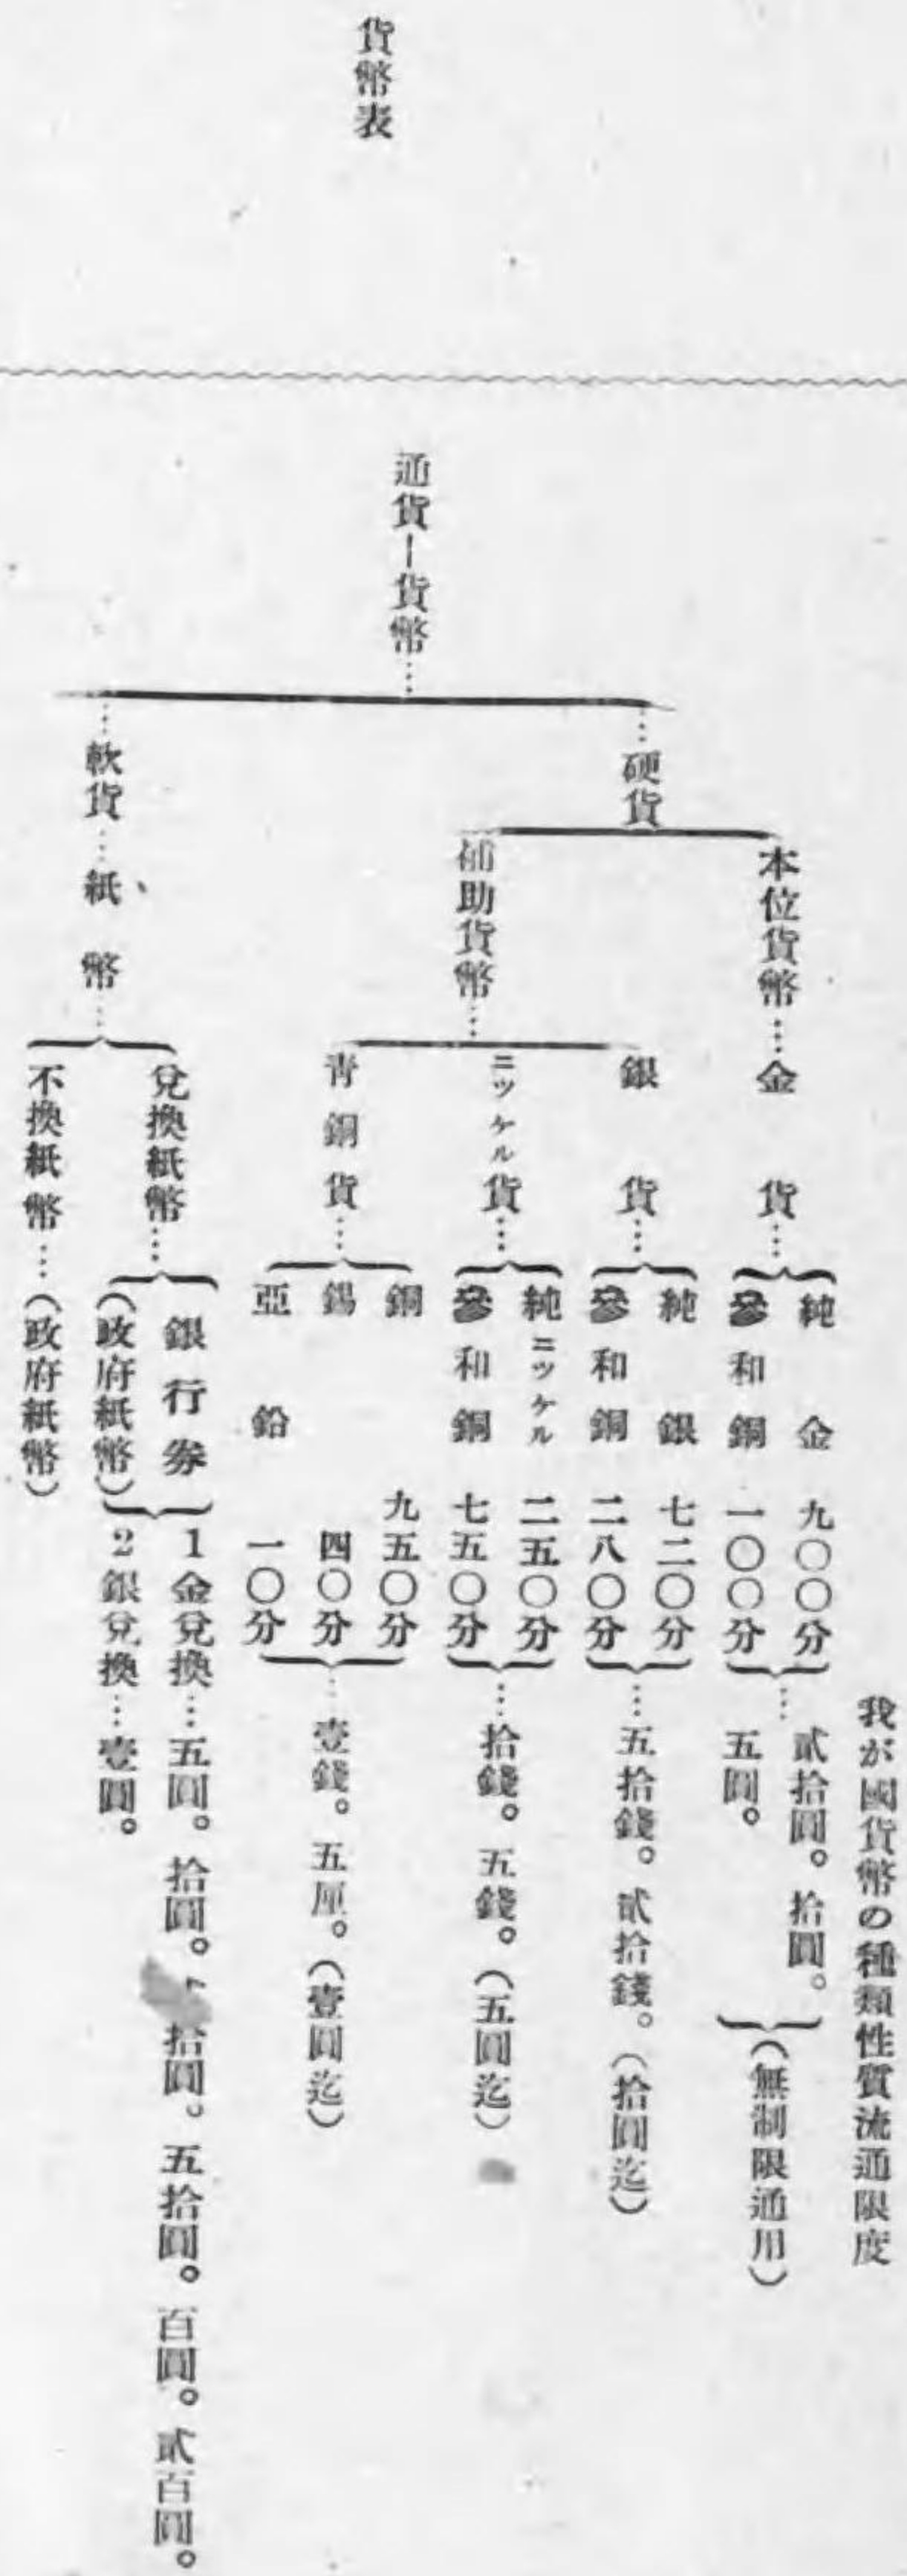 貨幣表
我が國貨幣の種類性質流通限度
通貨―貨幣…
…硬貨
本位貨幣…金貨…
純金 九〇〇分
參和銅 一〇〇分
…貳拾圓。拾圓。
五圓。
(無制限通用)
補助貨幣…
銀貨…
純銀 七二〇分
參和銅 二八〇分
…五拾錢。貳拾錢。(拾圓迄)
ニッケル貨…
純ニッケル 二五〇分
參和銅 七五〇分
…拾錢。五錢。(五圓迄)
青銅貨…
銅 九五〇分
錫 四〇分
亞鉛 一〇分
…壹錢。五厘。(壹圓迄)
…軟貨…紙幣…
兌換紙幣…
銀行券
(政府紙幣)
1金兌換…五圓。拾圓。拾圓。五拾圓。百圓。貳百圓。
2銀兌換…壹圓。
不換紙幣…(政府紙幣)